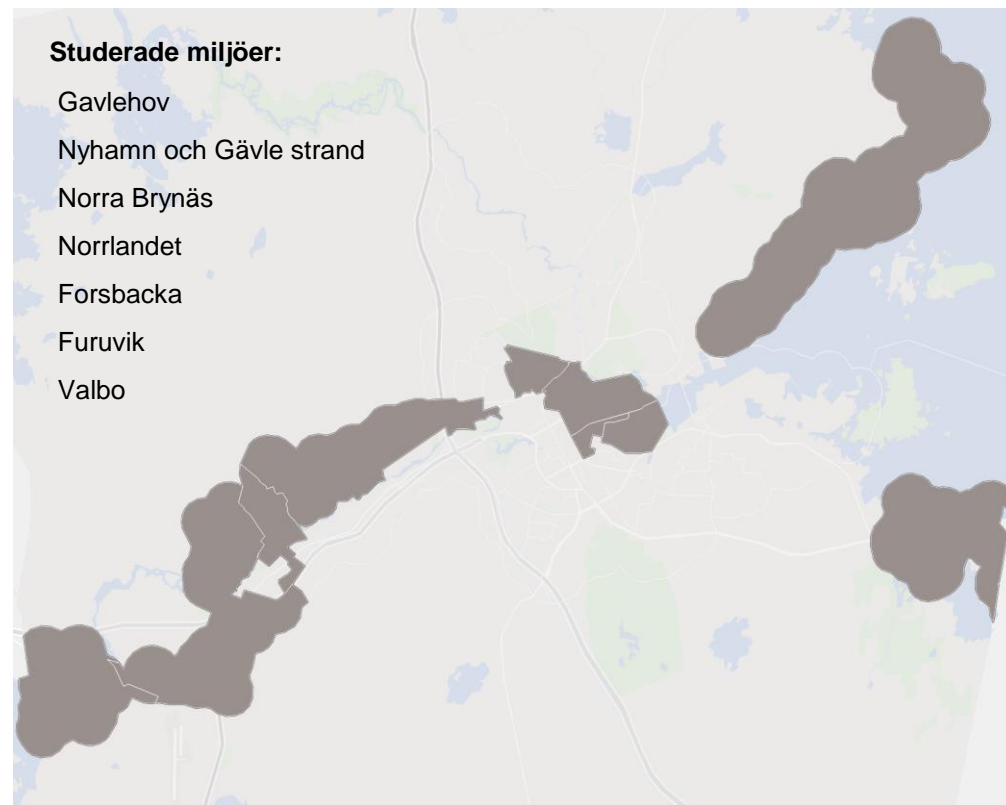 Studerade miljöer:
Gavlehov
Nyhamn och Gävle strand
Norra Brynäs
Norrlandet
Forsbacka
Furuvik
Valbo